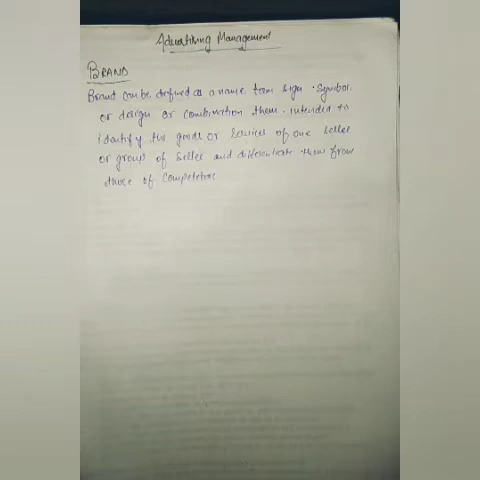 Advertising Management
BRAND
Brand can be defined as a name term sign . Symbol.
or design or combination them . intended to
identify the goods or services of one seller
or group of seller and differentiate them from
those of competitors